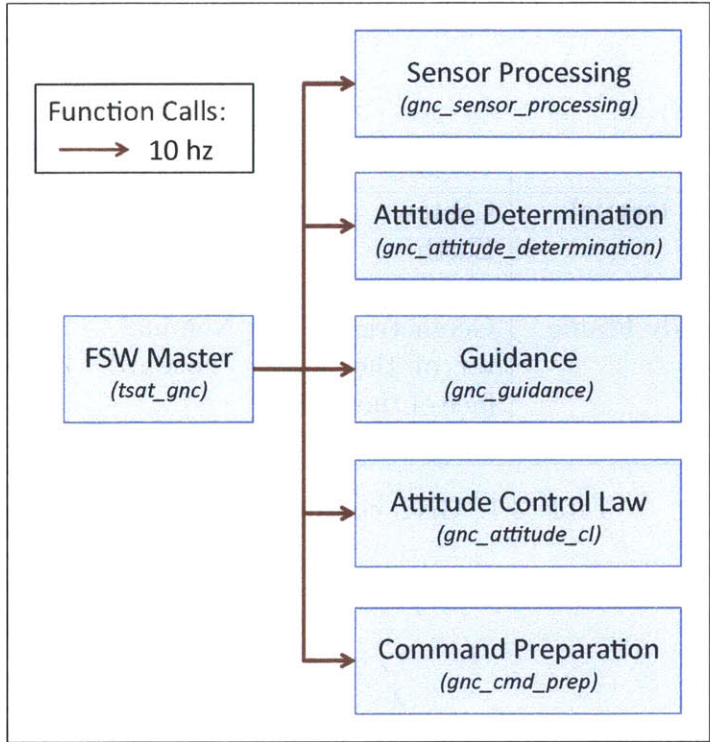 Function Calls:
10 hz
Sensor Processing
(gnc_sensor_processing)
Attitude Determination
(gnc_attitude_determination)
FSW Master
(tsat_gnc)
Guidance
(gnc_guidance)
Attitude Control Law
(gnc_attitude_cl)
Command Preparation
(gnc_cmd_prep)